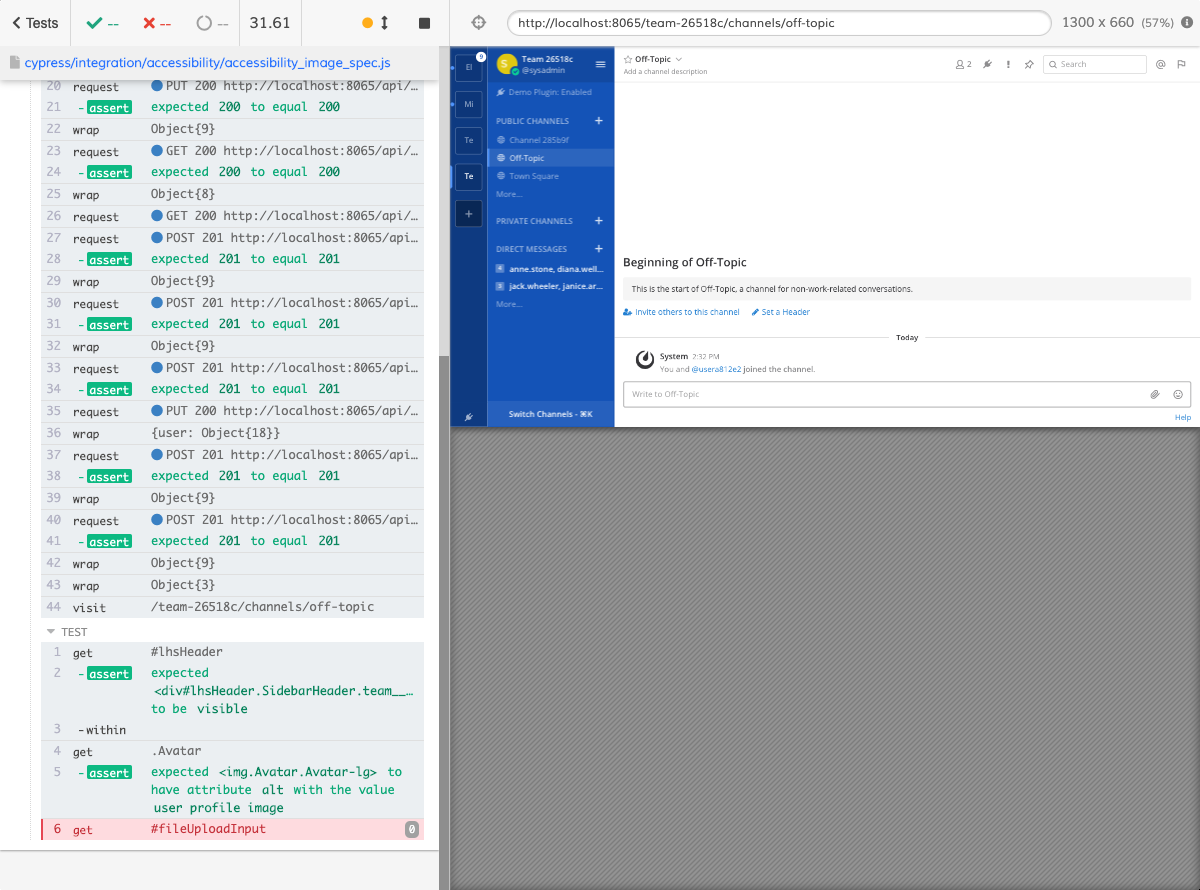 Tests
--
--
--
31.61
http://localhost:8065/team-26518c/channels/off-topic
1300 x 660 (57%)
cypress/integration/accessibility/accessibility_image_spec.js
20 request PUT 200 http://localhost:8065/api/…
21 - assert expected 200 to equal 200
22 wrap Object{9}
23 request GET 200 http://localhost:8065/api/…
24 - assert expected 200 to equal 200
25 wrap Object{8}
26 request GET 200 http://localhost:8065/api/…
27 request POST 201 http://localhost:8065/api…
28 - assert expected 201 to equal 201
29 wrap Object{9}
30 request POST 201 http://localhost:8065/api…
31 - assert expected 201 to equal 201
32 wrap Object{9}
33 request POST 201 http://localhost:8065/api…
34 - assert expected 201 to equal 201
35 request PUT 200 http://localhost:8065/api/…
36 wrap {user: Object{18}}
37 request POST 201 http://localhost:8065/api…
38 - assert expected 201 to equal 201
39 wrap Object{9}
40 request POST 201 http://localhost:8065/api…
41 - assert expected 201 to equal 201
42 wrap Object{9}
43 wrap Object{3}
44 visit /team-26518c/channels/off-topic
TEST
1 get #lhsHeader
2 - assert expected
<div#lhsHeader.SidebarHeader.team__…
to be visible
3 -within
4 get .Avatar
5 - assert expected <img.Avatar.Avatar-lg> to
have attribute alt with the value
user profile image
6 get #fileUploadInput 0
El
9
Mi
Te
Te
+
S
Team 26518c
@sysadmin
Demo Plugin: Enabled
PUBLIC CHANNELS +
Channel 285b9f
Off-Topic
Town Square
More...
PRIVATE CHANNELS +
DIRECT MESSAGES +
4 anne.stone, diana.well...
3 jack.wheeler, janice.ar...
More...
Switch Channels - ⌘K
Off-Topic
Add a channel description
2
Search
@
Beginning of Off-Topic
This is the start of Off-Topic, a channel for non-work-related conversations.
Invite others to this channel Set a Header
Today
System 2:32 PM
You and @usera812e2 joined the channel.
Write to Off-Topic
Help